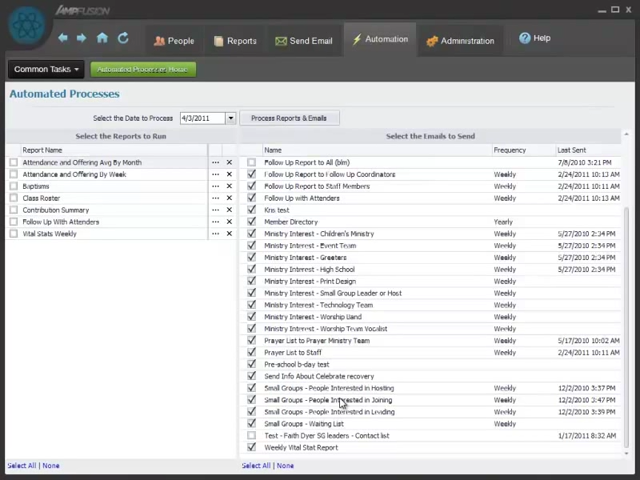 AMPFUSION
People
Reports
Send Email
Automation
Administration
Help
Common Tasks
Automated Processes Home
Automated Processes
Select the Date to Process 4/3/2011 Process Reports & Emails
Select the Reports to Run
Report Name
Attendance and Offering Avg By Month
Attendance and Offering By Week
Baptisms
Class Roster
Contribution Summary
Follow Up With Attenders
Vital Stats Weekly
Select All | None
Select the Emails to Send
Name Frequency Last Sent
Follow Up Report to All (blm) 7/8/2010 3:21 PM
Follow Up Report to Follow Up Coordinators Weekly 2/24/2011 10:13 AM
Follow Up Report to Staff Members Weekly 2/24/2011 10:13 AM
Follow Up with Attenders Weekly 2/24/2011 10:13 AM
Kris test
Member Directory Yearly
Ministry Interest - Children's Ministry Weekly 5/27/2010 2:34 PM
Ministry Interest - Event Team Weekly 5/27/2010 2:34 PM
Ministry Interest - Greeters Weekly 5/27/2010 2:34 PM
Ministry Interest - High School Weekly 5/27/2010 2:34 PM
Ministry Interest - Print Design Weekly
Ministry Interest - Small Group Leader or Host Weekly
Ministry Interest - Technology Team Weekly
Ministry Interest - Worship Band Weekly
Ministry Interest - Worship Team Vocalist Weekly
Prayer List to Prayer Ministry Team Weekly 5/17/2010 10:02 AM
Prayer List to Staff Weekly 2/24/2011 10:11 AM
Pre-school b-day test
Send Info About Celebrate recovery
Small Groups - People Interested in Hosting Weekly 12/2/2010 3:37 PM
Small Groups - People Interested in Joining Weekly 12/2/2010 3:47 PM
Small Groups - People Interested in Leading Weekly 12/2/2010 3:39 PM
Small Groups - Waiting List Weekly
Test - Faith Dyer SG leaders - Contact list 1/17/2011 8:32 AM
Weekly Vital Stat Report
Select All | None